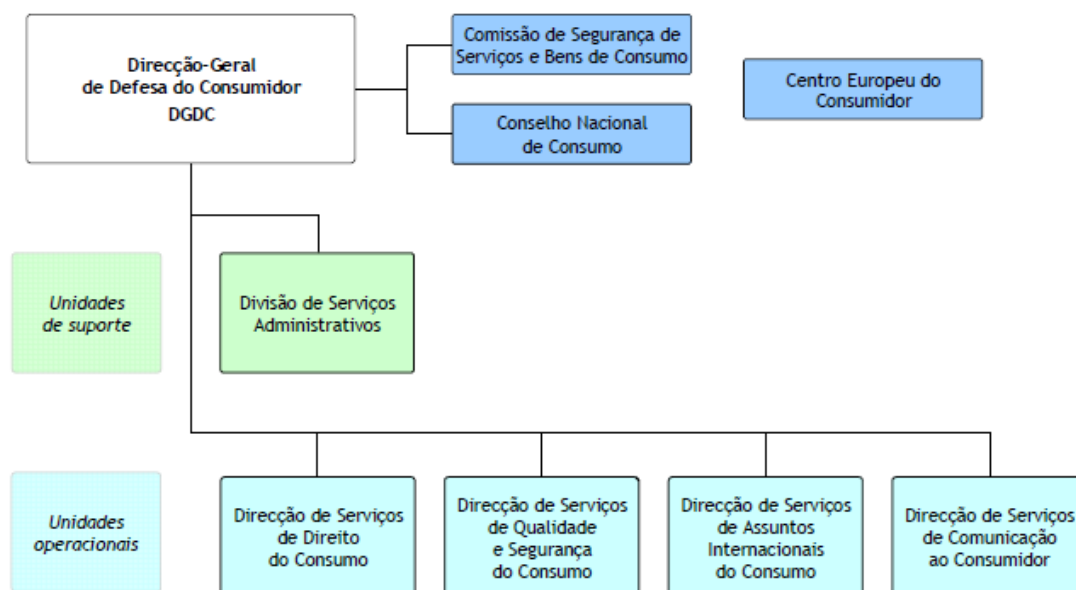 Direcção-Geral
de Defesa do Consumidor
DGDC
Comissão de Segurança de
Serviços e Bens de Consumo
Conselho Nacional
de Consumo
Centro Europeu do
Consumidor
Unidades
de suporte
Divisão de Serviços
Administrativos
Unidades
operacionais
Direcção de Serviços
de Direito
do Consumo
Direcção de Serviços
de Qualidade
e Segurança
do Consumo
Direcção de Serviços
de Assuntos
Internacionais
do Consumo
Direcção de Serviços
de Comunicação
ao Consumidor